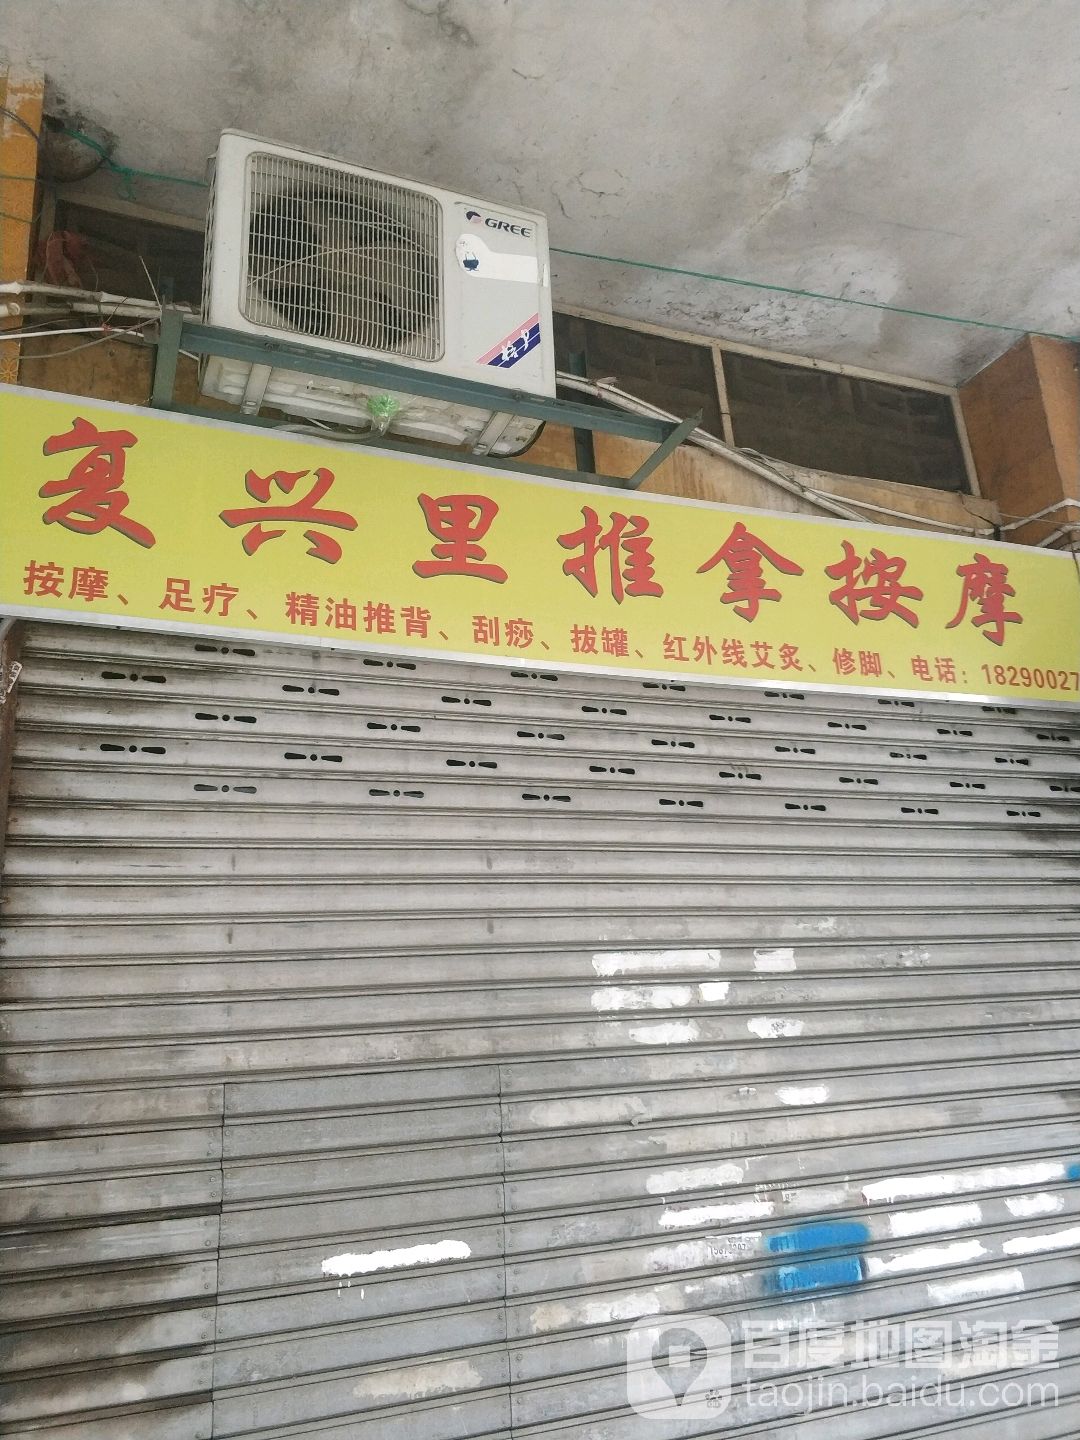 GREE
复兴里推拿按摩
按摩、足疗、精油推背、刮痧、拔罐、红外线艾炙、修脚、电话：18290027
百度地图淘金
taojin.baidu.com